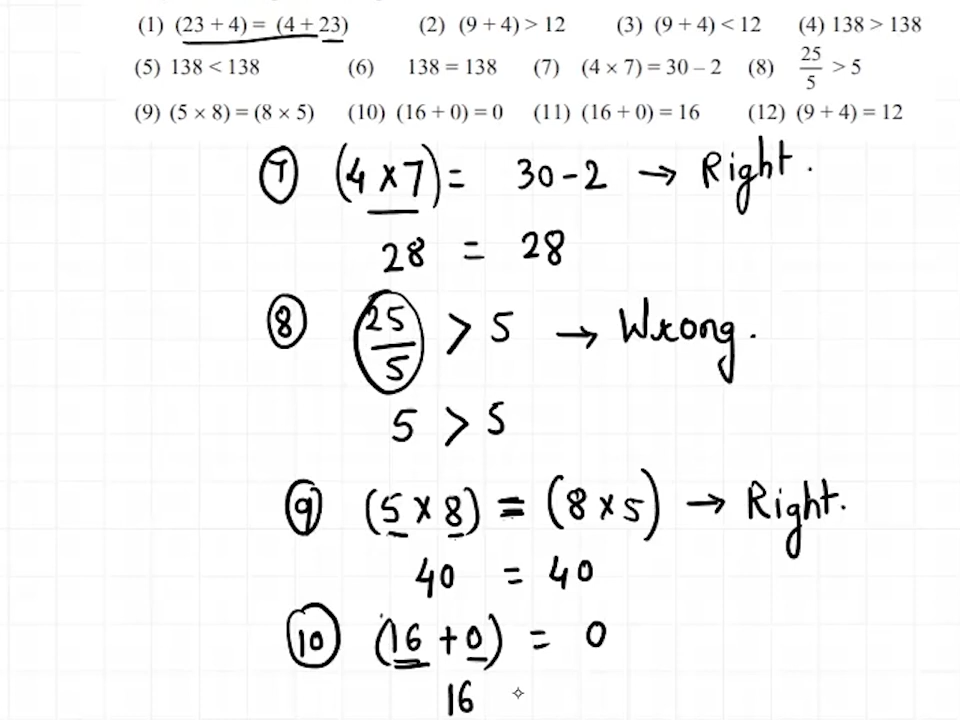 (1) (23 + 4) = (4 + 23) (2) (9 + 4) > 12 (3) (9 + 4) < 12 (4) 138 > 138
(5) 138 < 138 (6) 138 = 138 (7) (4 × 7) = 30 – 2 (8) 25/5 > 5
(9) (5 × 8) = (8 × 5) (10) (16 + 0) = 0 (11) (16 + 0) = 16 (12) (9 + 4) = 12
7 (4 × 7) = 30 - 2 → Right.
28 = 28
8 25/5 > 5 → Wrong.
5 > 5
9 (5 × 8) = (8 × 5) → Right.
40 = 40
10 (16 + 0) = 0
16